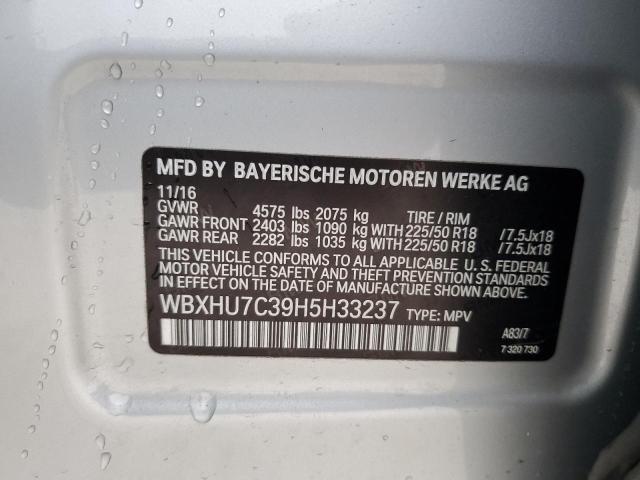 MFD BY BAYERISCHE MOTOREN WERKE AG
11/16
GVWR 4575 lbs 2075 kg TIRE / RIM
GAWR FRONT 2403 lbs 1090 kg WITH 225/50 R18 /7.5Jx18
GAWR REAR 2282 lbs 1035 kg WITH 225/50 R18 /7.5Jx18
THIS VEHICLE CONFORMS TO ALL APPLICABLE U. S. FEDERAL
MOTOR VEHICLE SAFETY AND THEFT PREVENTION STANDARDS
IN EFFECT ON THE DATE OF MANUFACTURE SHOWN ABOVE.
WBXHU7C39H5H33237 TYPE: MPV
A83/7
7 320 730